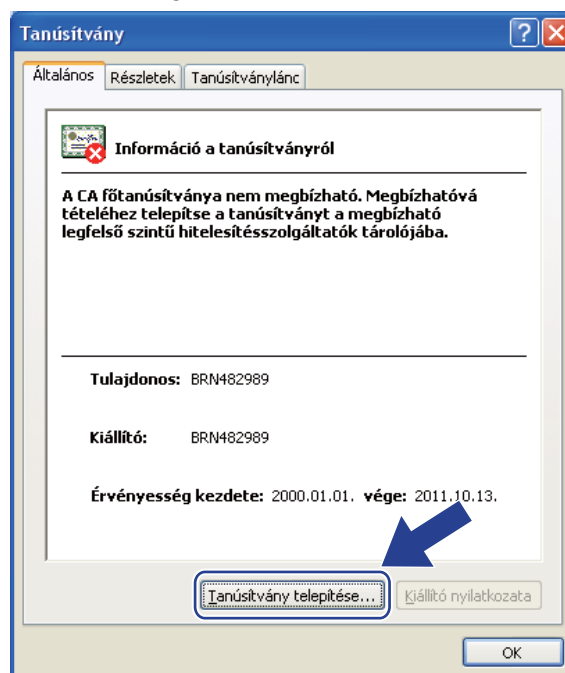 Tanúsítvány
Általános Részletek Tanúsítványlánc
Információ a tanúsítványról
A CA főtanúsítványa nem megbízható. Megbízhatóvá
tételéhez telepítse a tanúsítványt a megbízható
legfelső szintű hitelesítésszolgáltatók tárolójába.
Tulajdonos: BRN482989
Kiállító: BRN482989
Érvényesség kezdete: 2000.01.01. vége: 2011.10.13.
Tanúsítvány telepítése... Kiállító nyilatkozata
OK